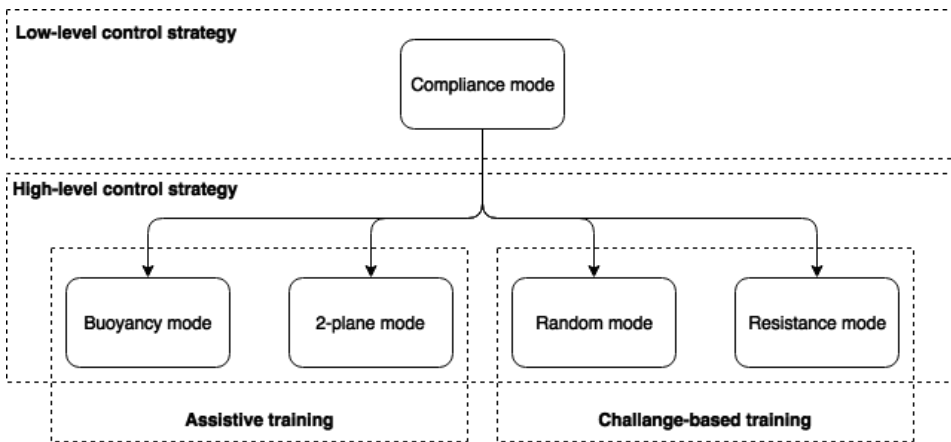 Low-level control strategy
Compliance mode
High-level control strategy
Buoyancy mode
2-plane mode
Random mode
Resistance mode
Assistive training
Challange-based training